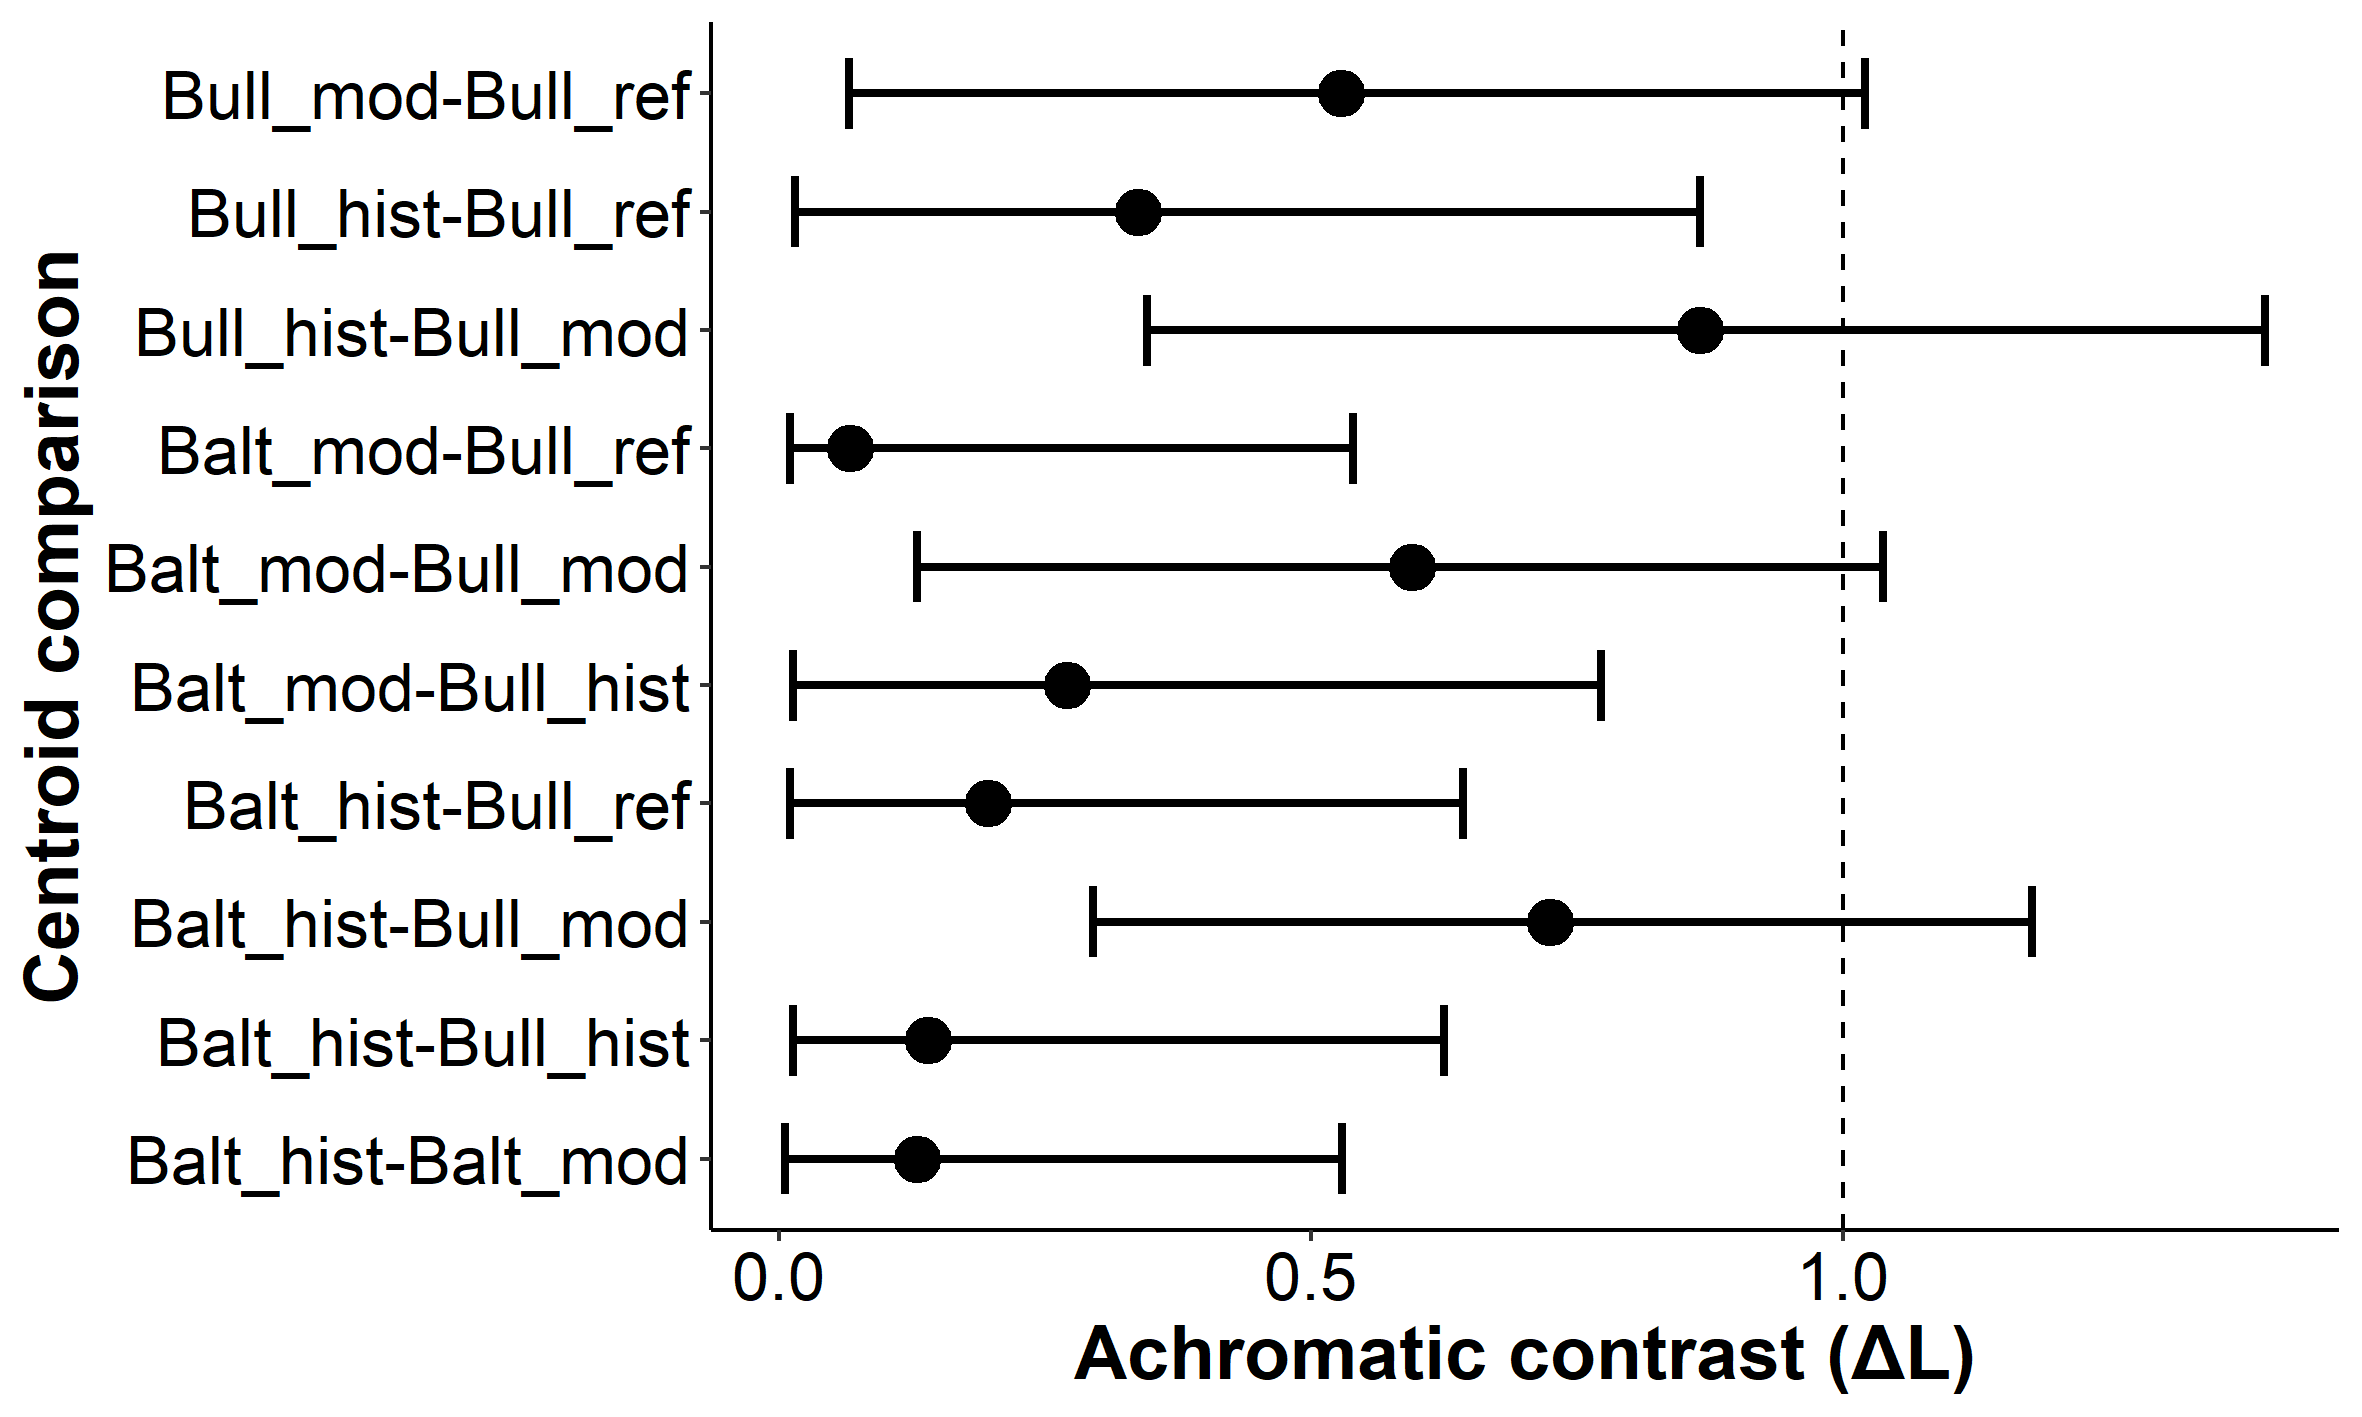 Centroid comparison
Bull_mod-Bull_ref
Bull_hist-Bull_ref
Bull_hist-Bull_mod
Balt_mod-Bull_ref
Balt_mod-Bull_mod
Balt_mod-Bull_hist
Balt_hist-Bull_ref
Balt_hist-Bull_mod
Balt_hist-Bull_hist
Balt_hist-Balt_mod
0.0 0.5 1.0
Achromatic contrast (ΔL)